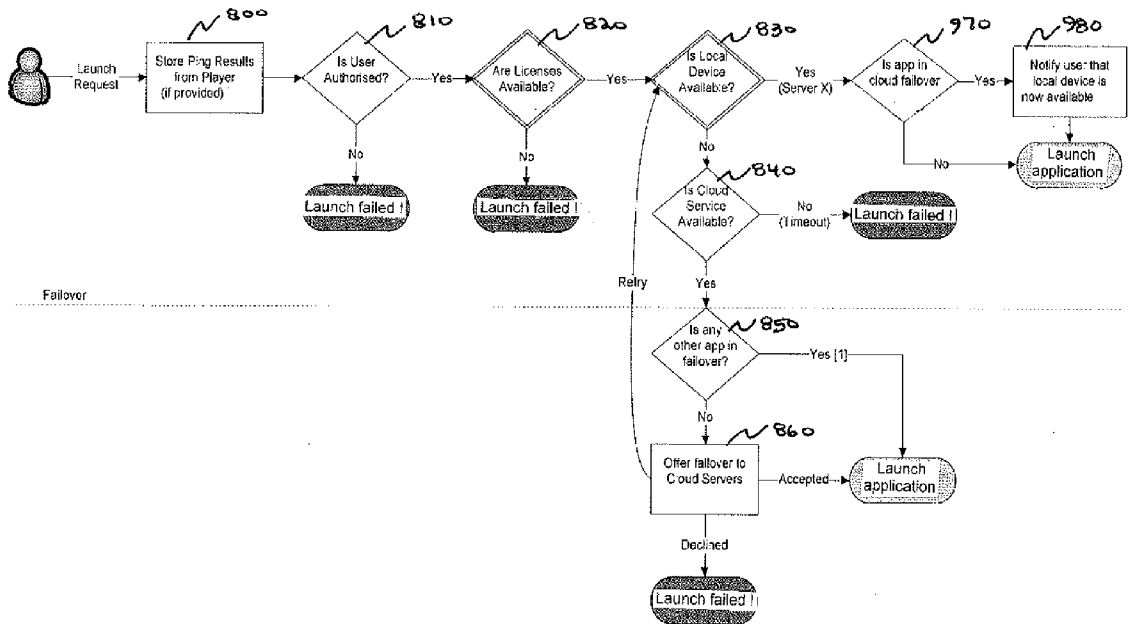 800
810
820
830
970
980
Launch
Request
Store Ping Results
from Player
(if provided)
Is User
Authorised?
Yes
Are Licenses
Available?
Yes
Is Local
Device
Available?
Yes
(Server X)
Is app in
cloud failover
Yes
Notify user that
local device is
now available
No
Launch failed !
No
Launch failed !
No
No
Launch
application
840
Is Cloud
Service
Available?
No
(Timeout)
Launch failed !
Retry
Yes
Failover
850
Is any
other app in
failover?
Yes [1]
No
860
Offer failover to
Cloud Servers
Accepted
Launch
application
Declined
Launch failed !